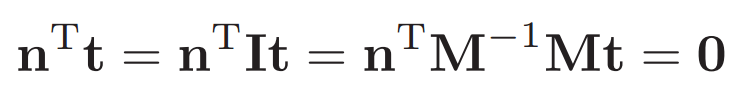 nᵀt = nᵀIt = nᵀM⁻¹Mt = 0